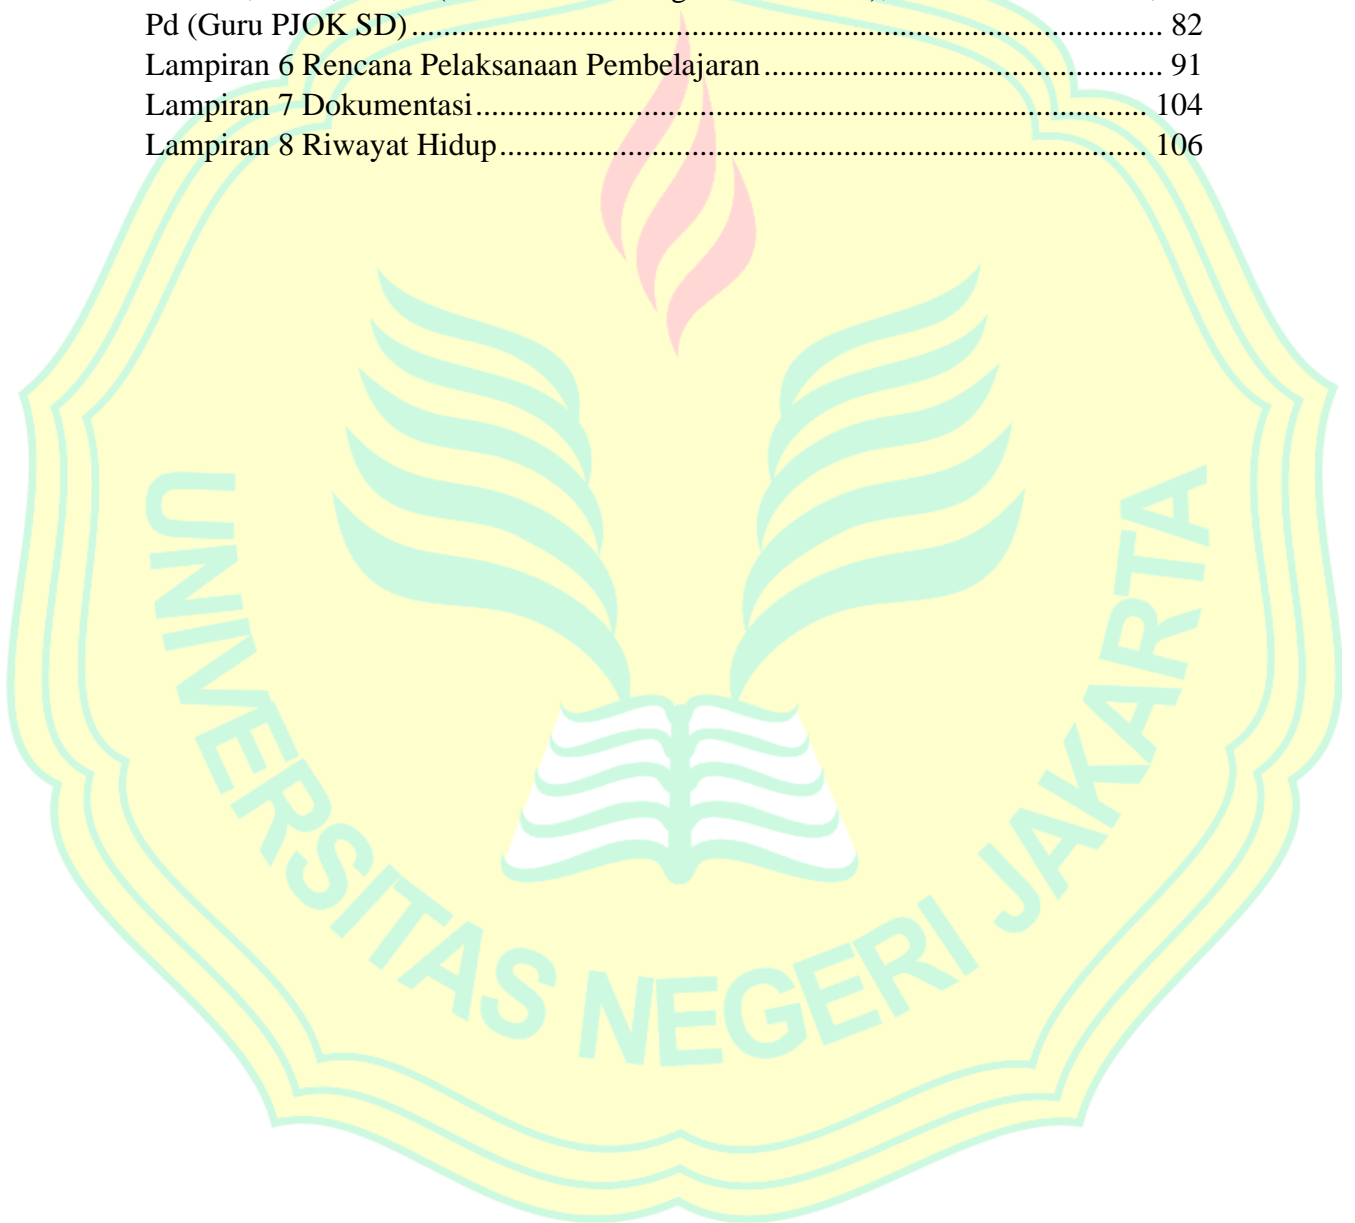 Pd (Guru PJOK SD).............................................................................................. 82
Lampiran 6 Rencana Pelaksanaan Pembelajaran.................................................. 91
Lampiran 7 Dokumentasi.................................................................................... 104
Lampiran 8 Riwayat Hidup................................................................................. 106
UNIVERSITAS NEGERI JAKARTA